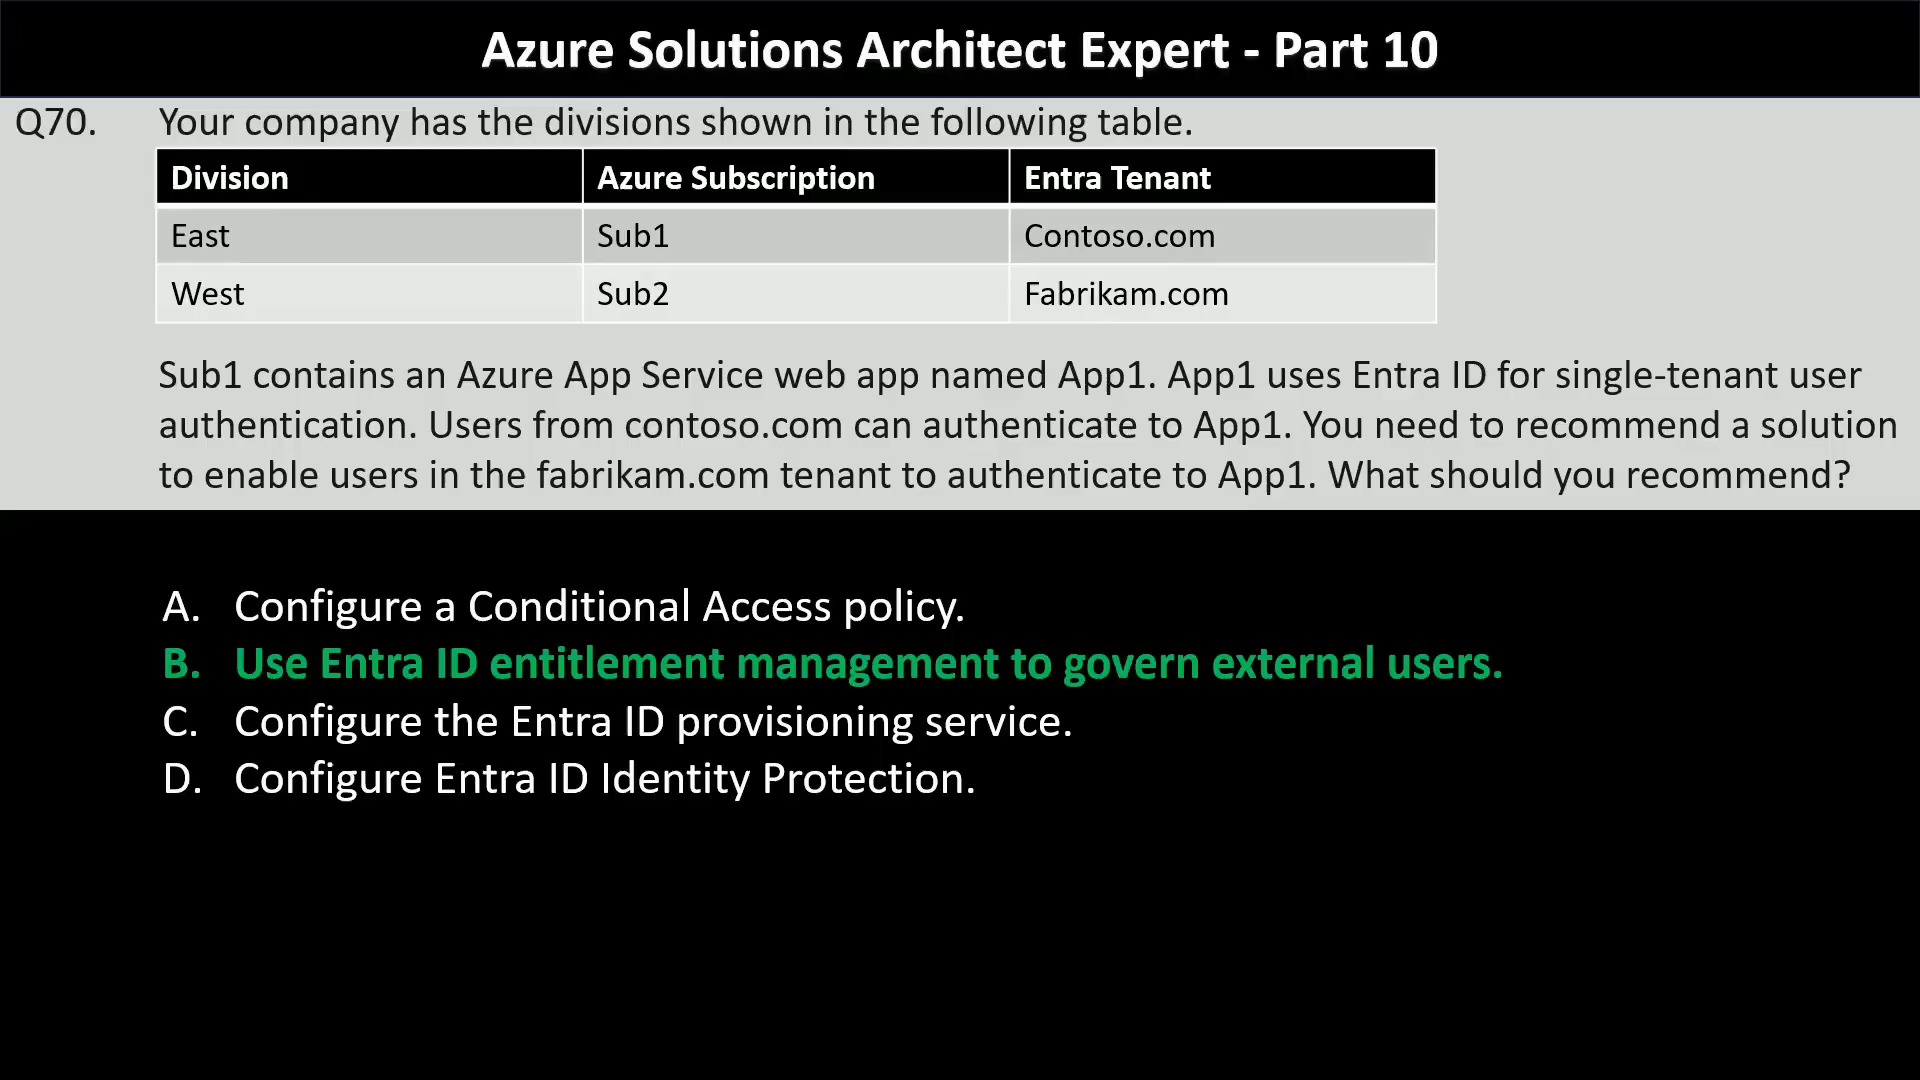 Azure Solutions Architect Expert - Part 10
Q70. Your company has the divisions shown in the following table.
Division Azure Subscription Entra Tenant
East Sub1 Contoso.com
West Sub2 Fabrikam.com
Sub1 contains an Azure App Service web app named App1. App1 uses Entra ID for single-tenant user
authentication. Users from contoso.com can authenticate to App1. You need to recommend a solution
to enable users in the fabrikam.com tenant to authenticate to App1. What should you recommend?
A. Configure a Conditional Access policy.
B. Use Entra ID entitlement management to govern external users.
C. Configure the Entra ID provisioning service.
D. Configure Entra ID Identity Protection.